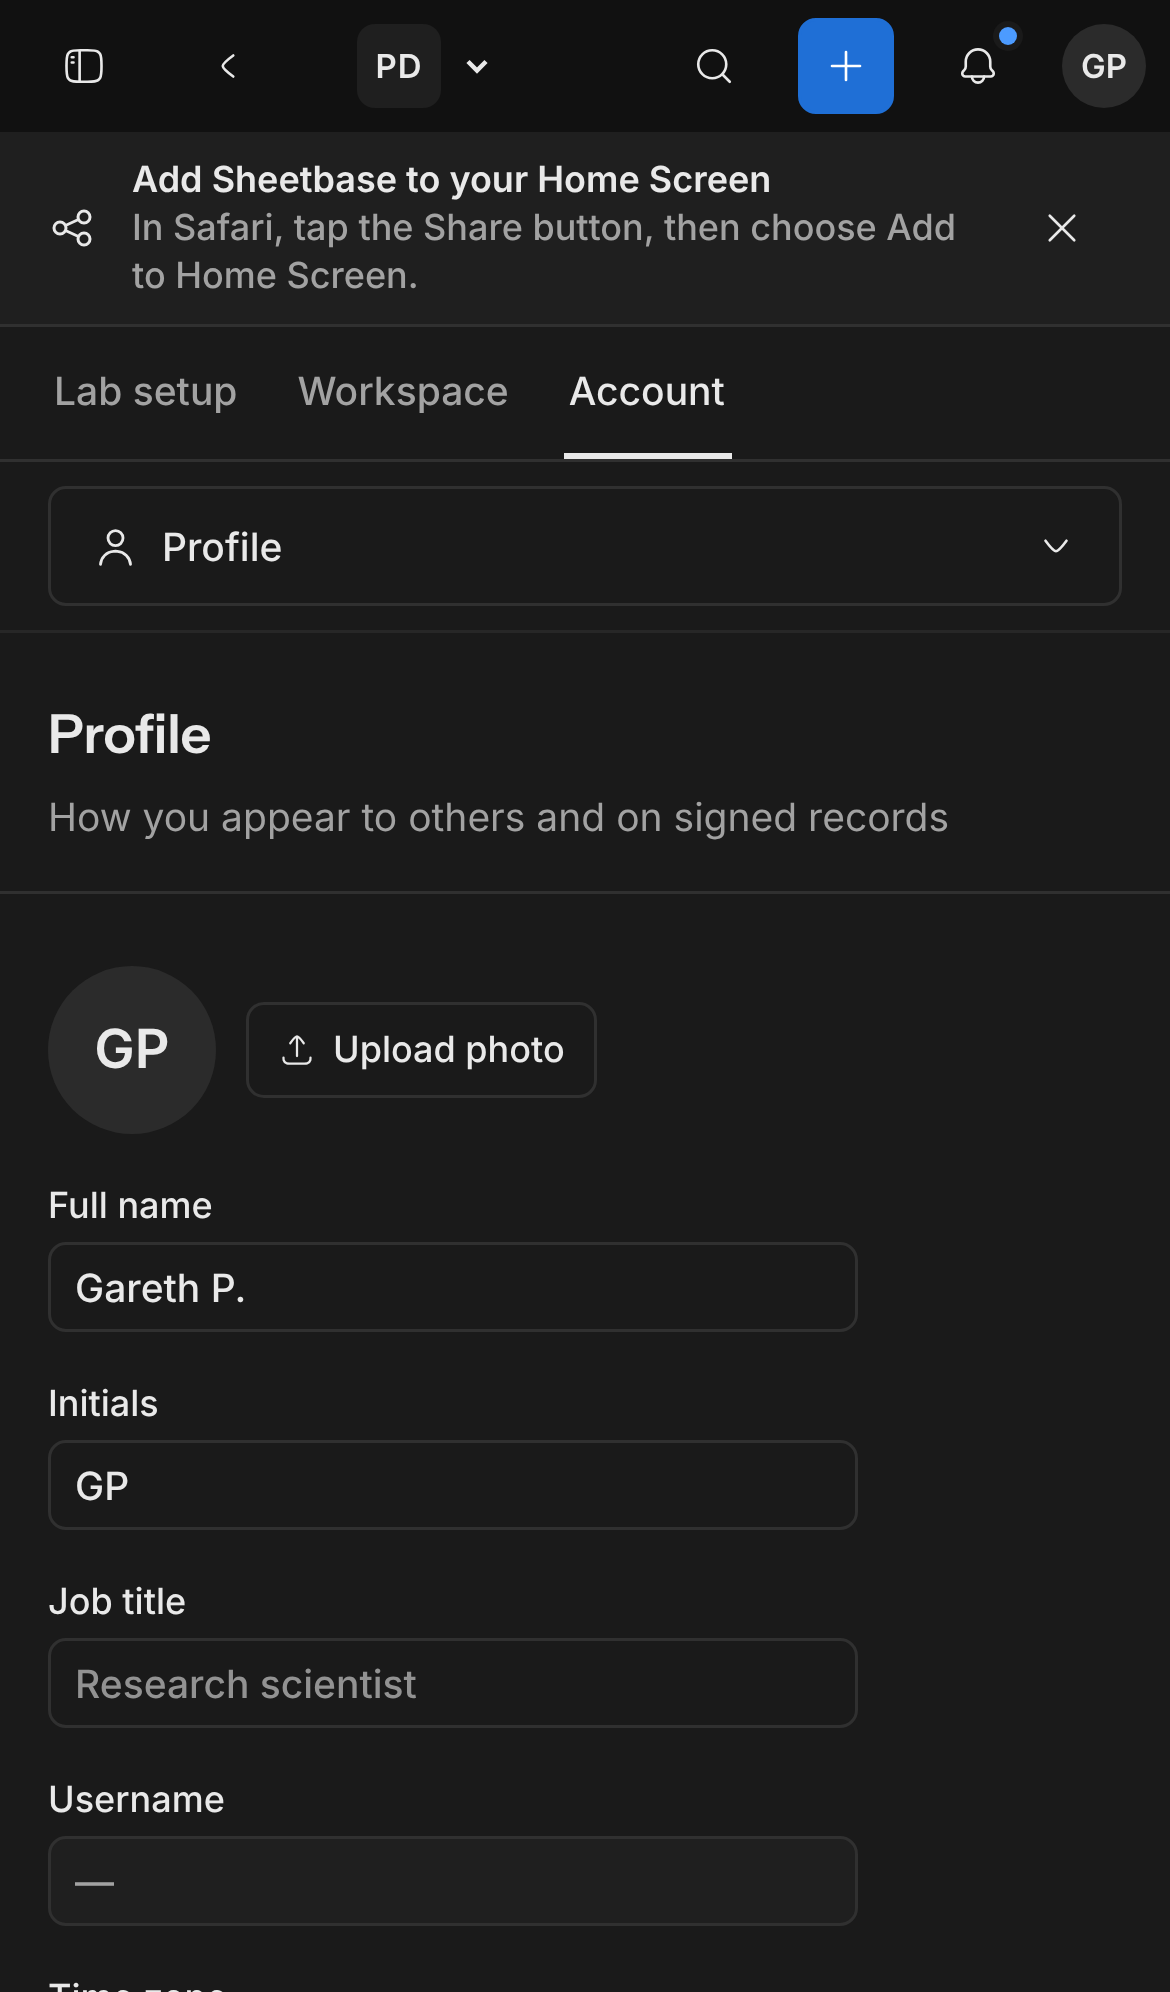 PD
GP
Add Sheetbase to your Home Screen
In Safari, tap the Share button, then choose Add
to Home Screen.
Lab setup
Workspace
Account
Profile
Profile
How you appear to others and on signed records
GP
Upload photo
Full name
Gareth P.
Initials
GP
Job title
Research scientist
Username
—
Time zone